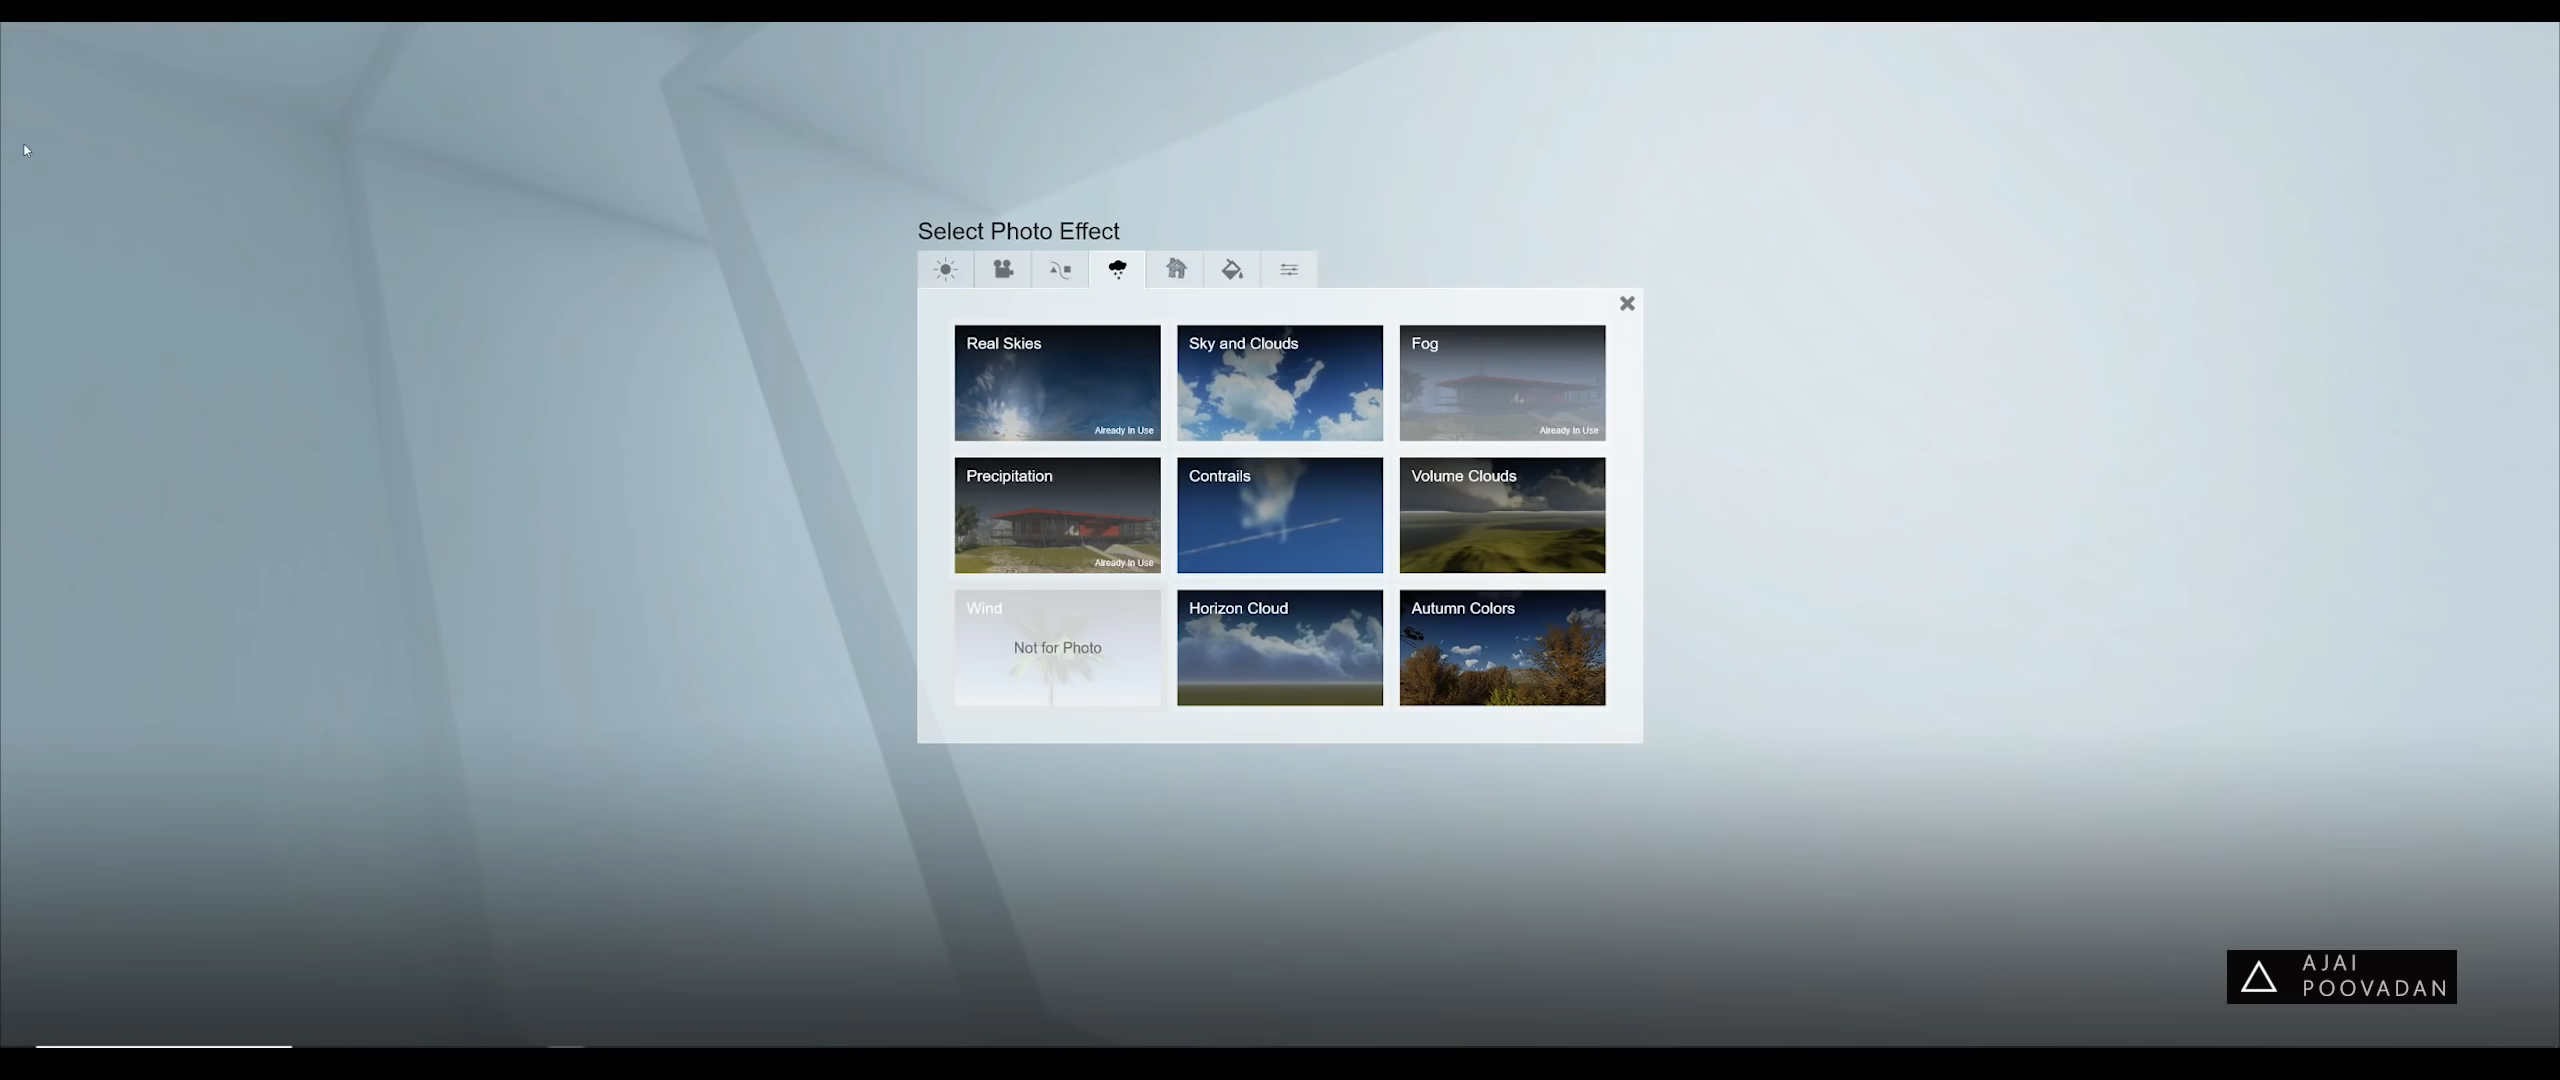 Select Photo Effect
Real Skies
Already In Use
Sky and Clouds
Fog
Already In Use
Precipitation
Already In Use
Contrails
Volume Clouds
Wind
Not for Photo
Horizon Cloud
Autumn Colors
AJAI
POOVADAN